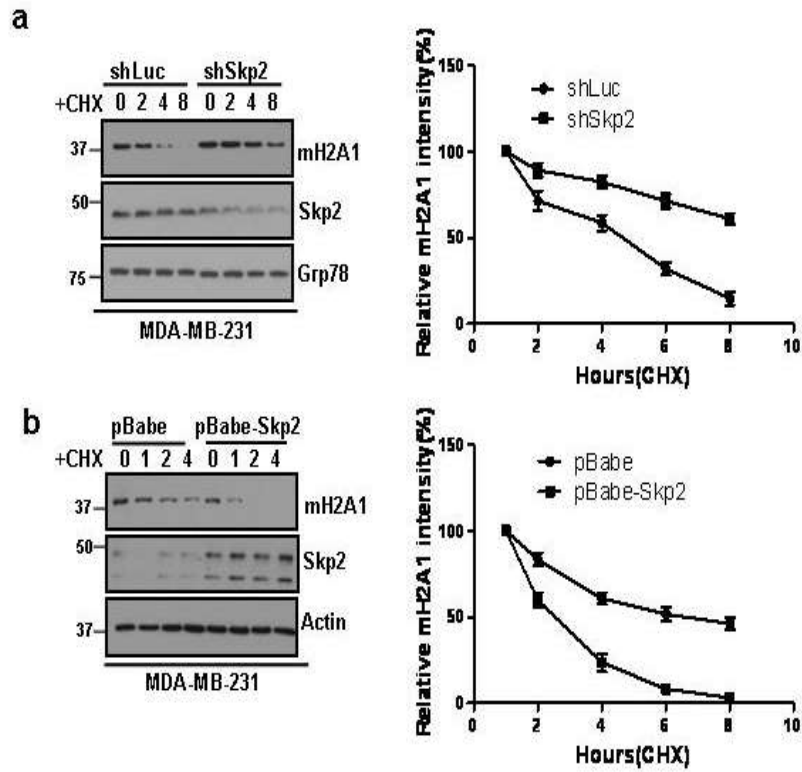 a
shLuc shSkp2
+CHX 0 2 4 8 0 2 4 8
37
mH2A1
50
Skp2
75
Grp78
MDA-MB-231
Relative mH2A1 intensity(%)
150
100
50
0
shLuc
shSkp2
0 2 4 6 8 10
Hours(CHX)
b
pBabe pBabe-Skp2
+CKO 0 1 2 4 0 1 2 4
37
mH2A1
50
Skp2
37
Actin
MDA-MB-231
Relative mH2A1 intensity(%)
150
100
50
0
pBabe
pBabe-Skp2
0 2 4 6 8 10
Hours(CHX)